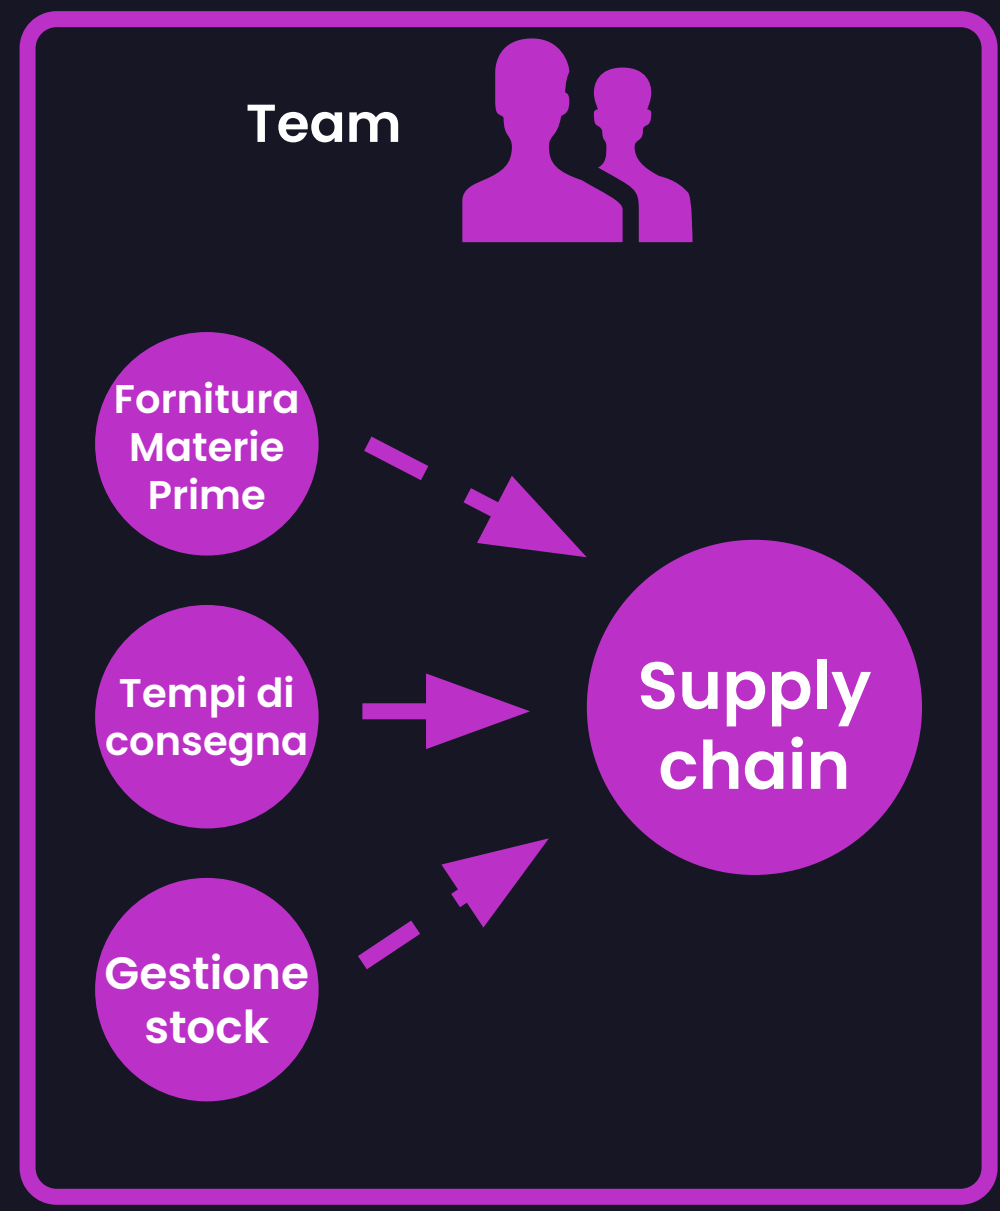 Team
Fornitura
Materie
Prime
Tempi di
consegna
Gestione
stock
Supply
chain